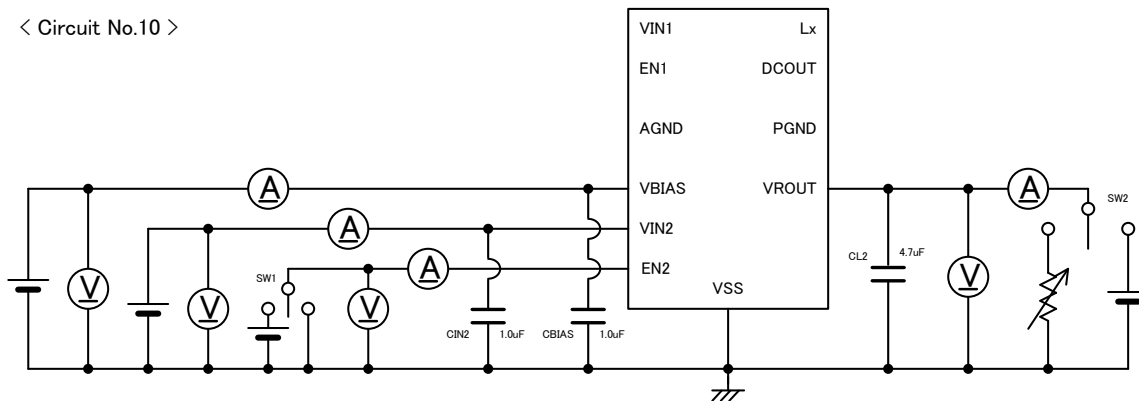 < Circuit No.10 >
VIN1 Lx
EN1 DCOUT
AGND PGND
VBIAS VROUT
VIN2
EN2
VSS
A
A
A
A
V
V
V
V
SW1
SW2
CIN2 1.0uF
CBIAS 1.0uF
CL2 4.7uF